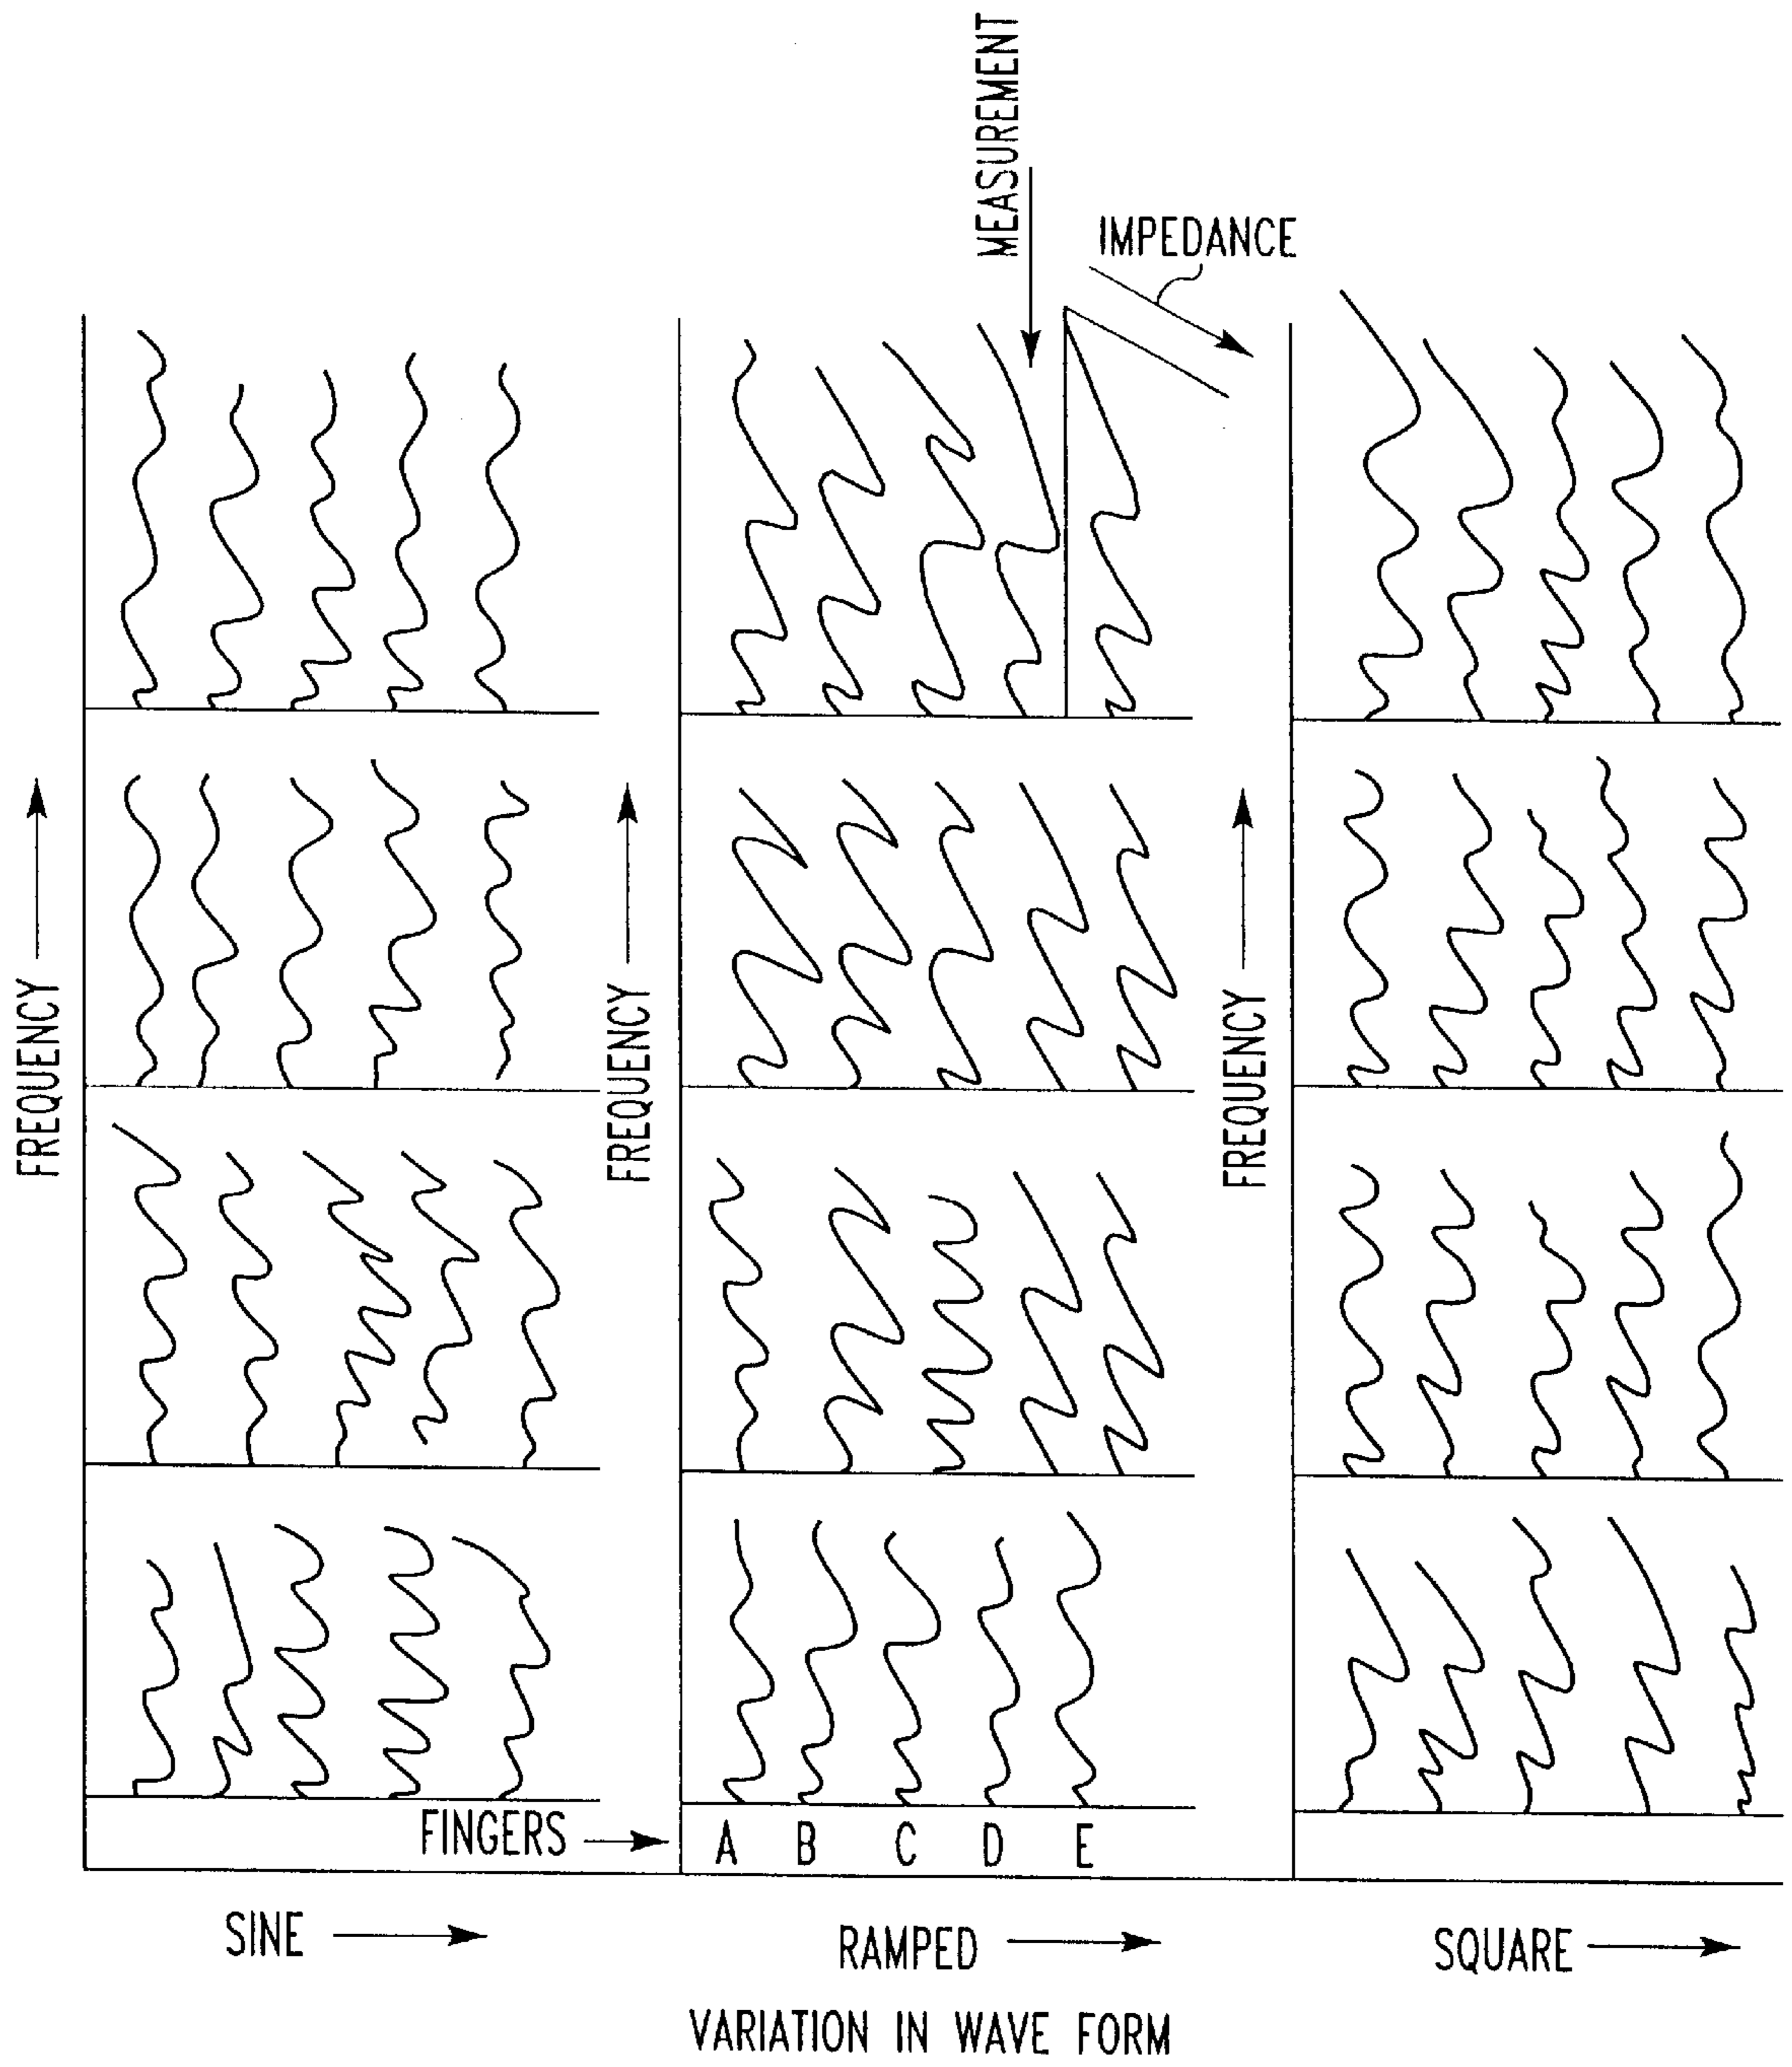 MEASUREMENT
IMPEDANCE
FREQUENCY
FREQUENCY
FREQUENCY
FINGERS
A B C D E
SINE
RAMPED
SQUARE
VARIATION IN WAVE FORM